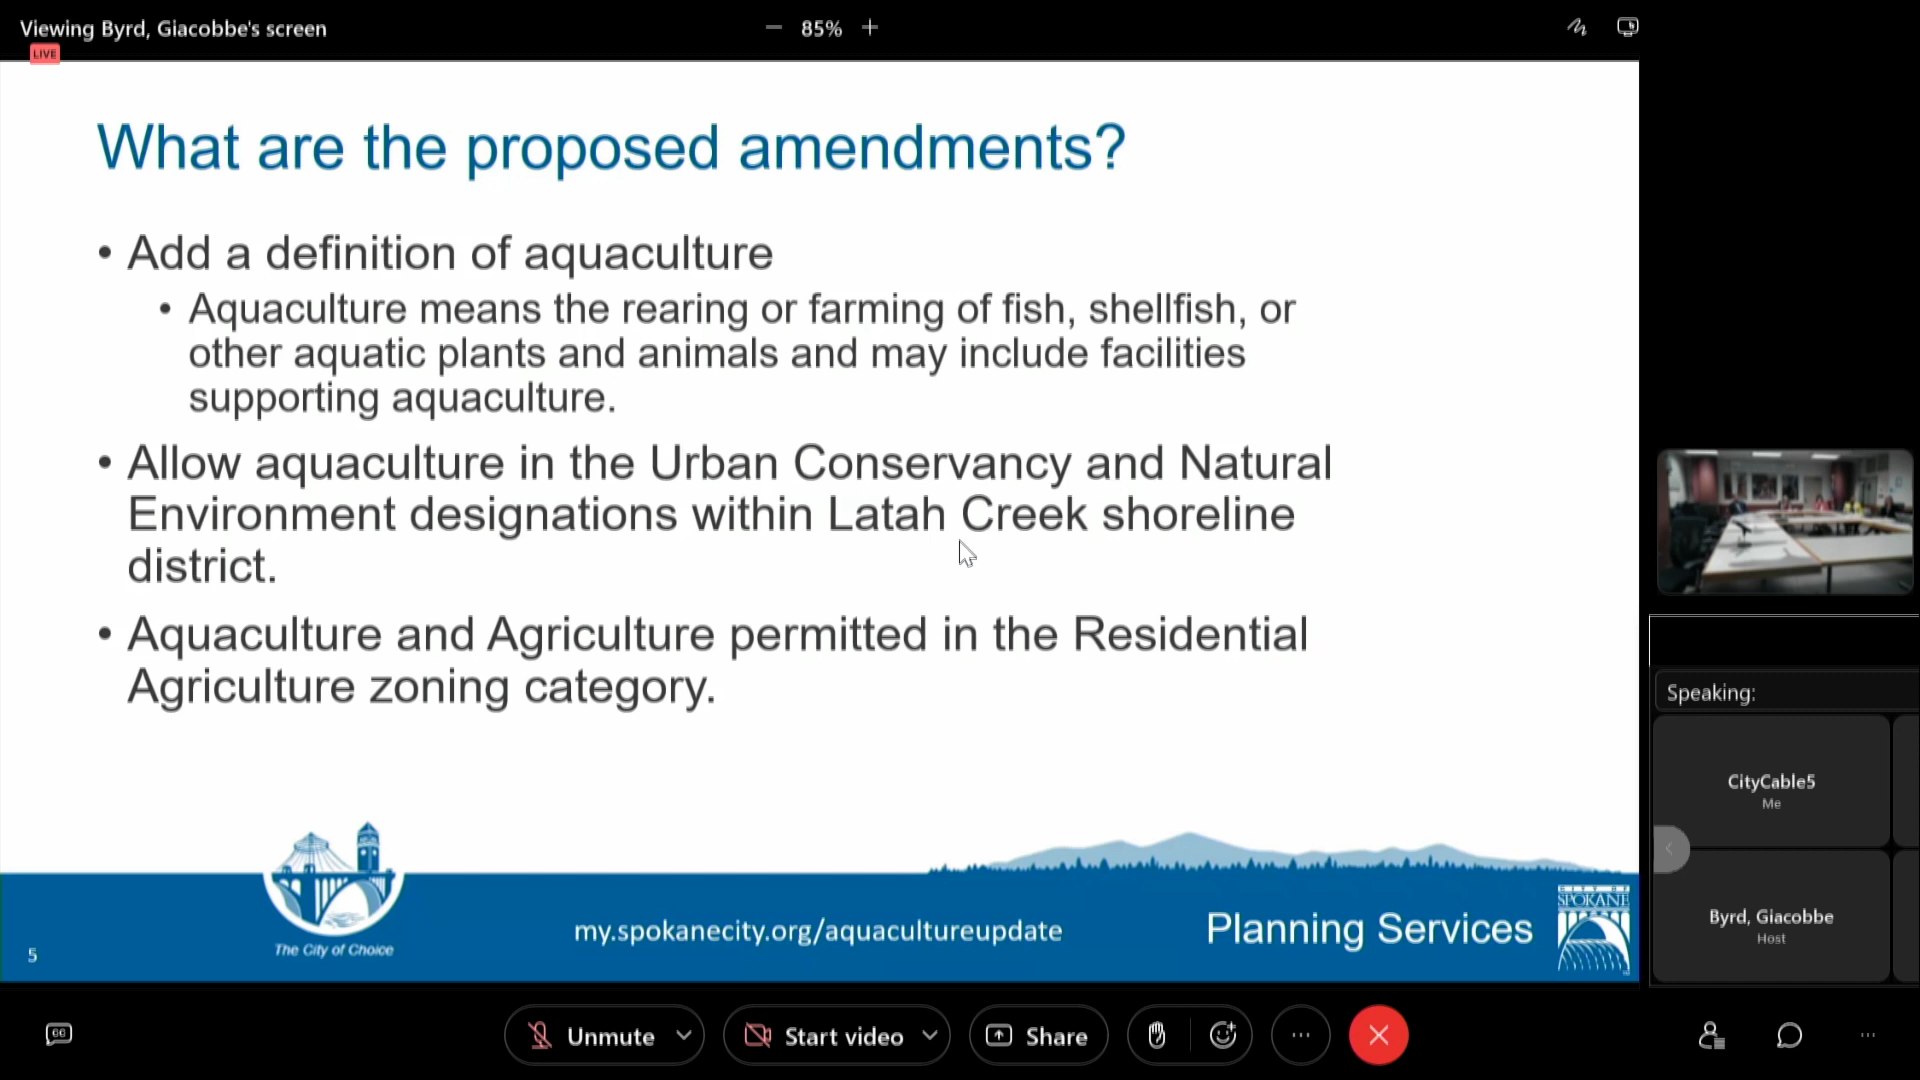 Viewing Byrd, Giacobbe's screen
85%
LIVE
What are the proposed amendments?
• Add a definition of aquaculture
• Aquaculture means the rearing or farming of fish, shellfish, or
other aquatic plants and animals and may include facilities
supporting aquaculture.
• Allow aquaculture in the Urban Conservancy and Natural
Environment designations within Latah Creek shoreline
district.
• Aquaculture and Agriculture permitted in the Residential
Agriculture zoning category.
The City of Choice
my.spokanecity.org/aquacultureupdate
Planning Services
CITY OF
SPOKANE
5
Speaking:
CityCable5
Me
Byrd, Giacobbe
Host
Unmute
Start video
Share